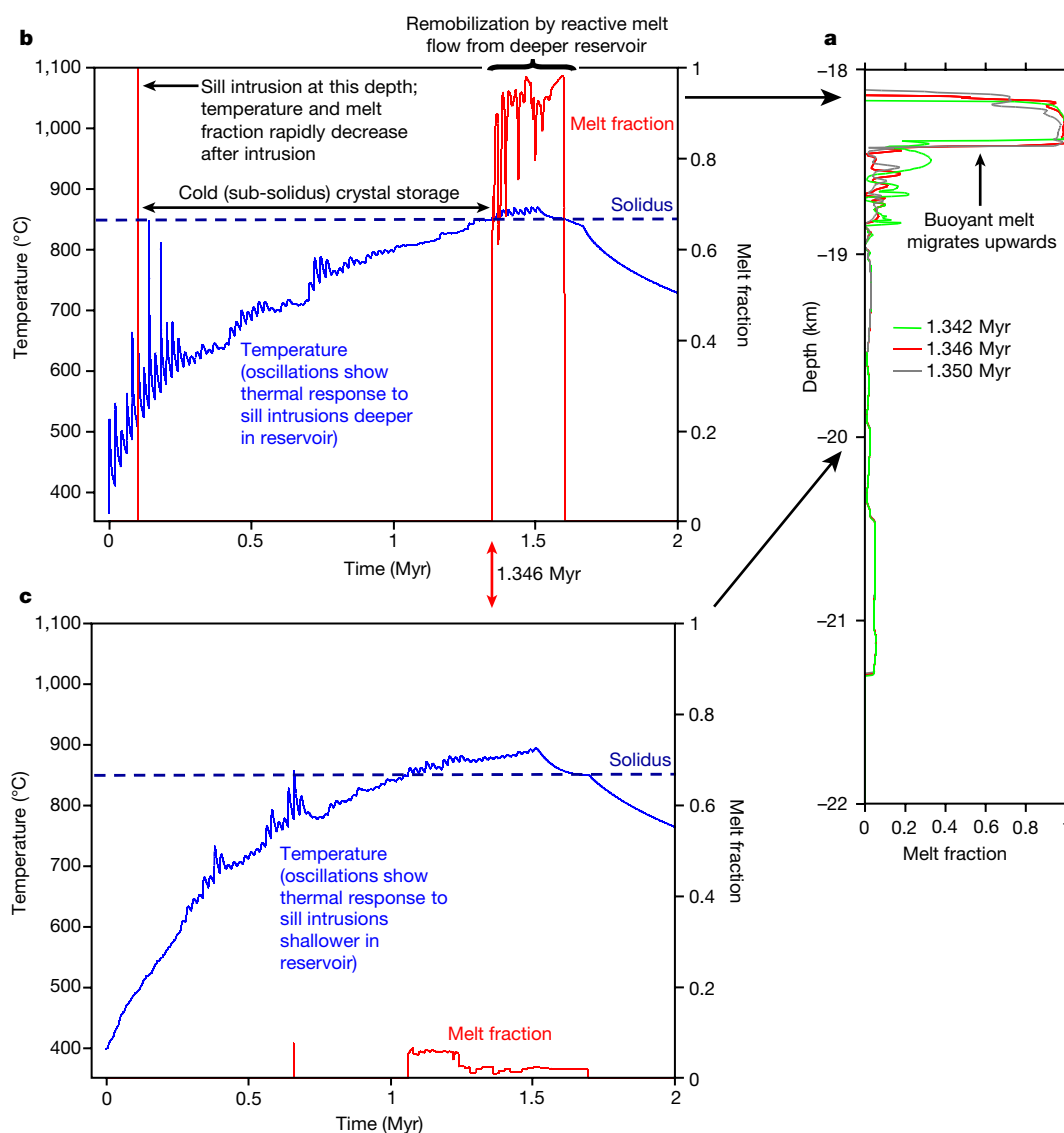 b
Remobilization by reactive melt
flow from deeper reservoir
1,100
1,000
900
800
700
600
500
400
Temperature (°C)
Sill intrusion at this depth;
temperature and melt
fraction rapidly decrease
after intrusion
Melt fraction
Cold (sub-solidus) crystal storage
Solidus
Temperature
(oscillations show
thermal response to
sill intrusions deeper
in reservoir)
1
0.8
0.6
0.4
0.2
0
Melt fraction
0 0.5 1 1.5 2
Time (Myr)
1.346 Myr
a
–18
–19
–20
–21
–22
Depth (km)
Buoyant melt
migrates upwards
1.342 Myr
1.346 Myr
1.350 Myr
0 0.2 0.4 0.6 0.8
Melt fraction
c
1,100
1,000
900
800
700
600
500
400
Temperature (°C)
Solidus
Temperature
(oscillations show
thermal response to
sill intrusions
shallower in
reservoir)
Melt fraction
1
0.8
0.6
0.4
0.2
0
Melt fraction
0 0.5 1 1.5 2
Time (Myr)